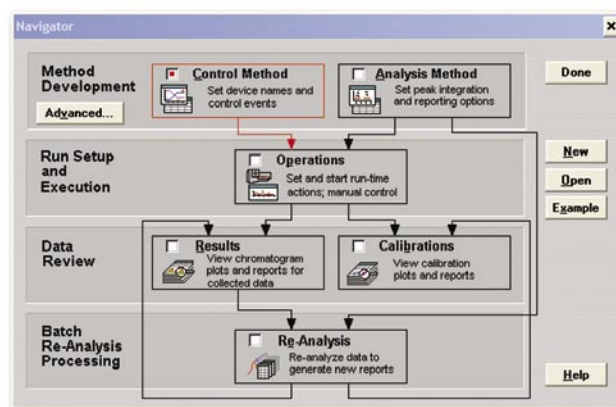 Navigator
Method
Development
Advanced...
Control Method
Set device names and
control events
Analysis Method
Set peak integration
and reporting options
Done
Run Setup
and
Execution
Operations
Set and start run-time
actions; manual control
New
Open
Example
Data
Review
Results
View chromatogram
plots and reports for
collected data
Calibrations
View calibration
plots and reports
Batch
Re-Analysis
Processing
Re-Analysis
Re-analyze data to
generate new reports
Help